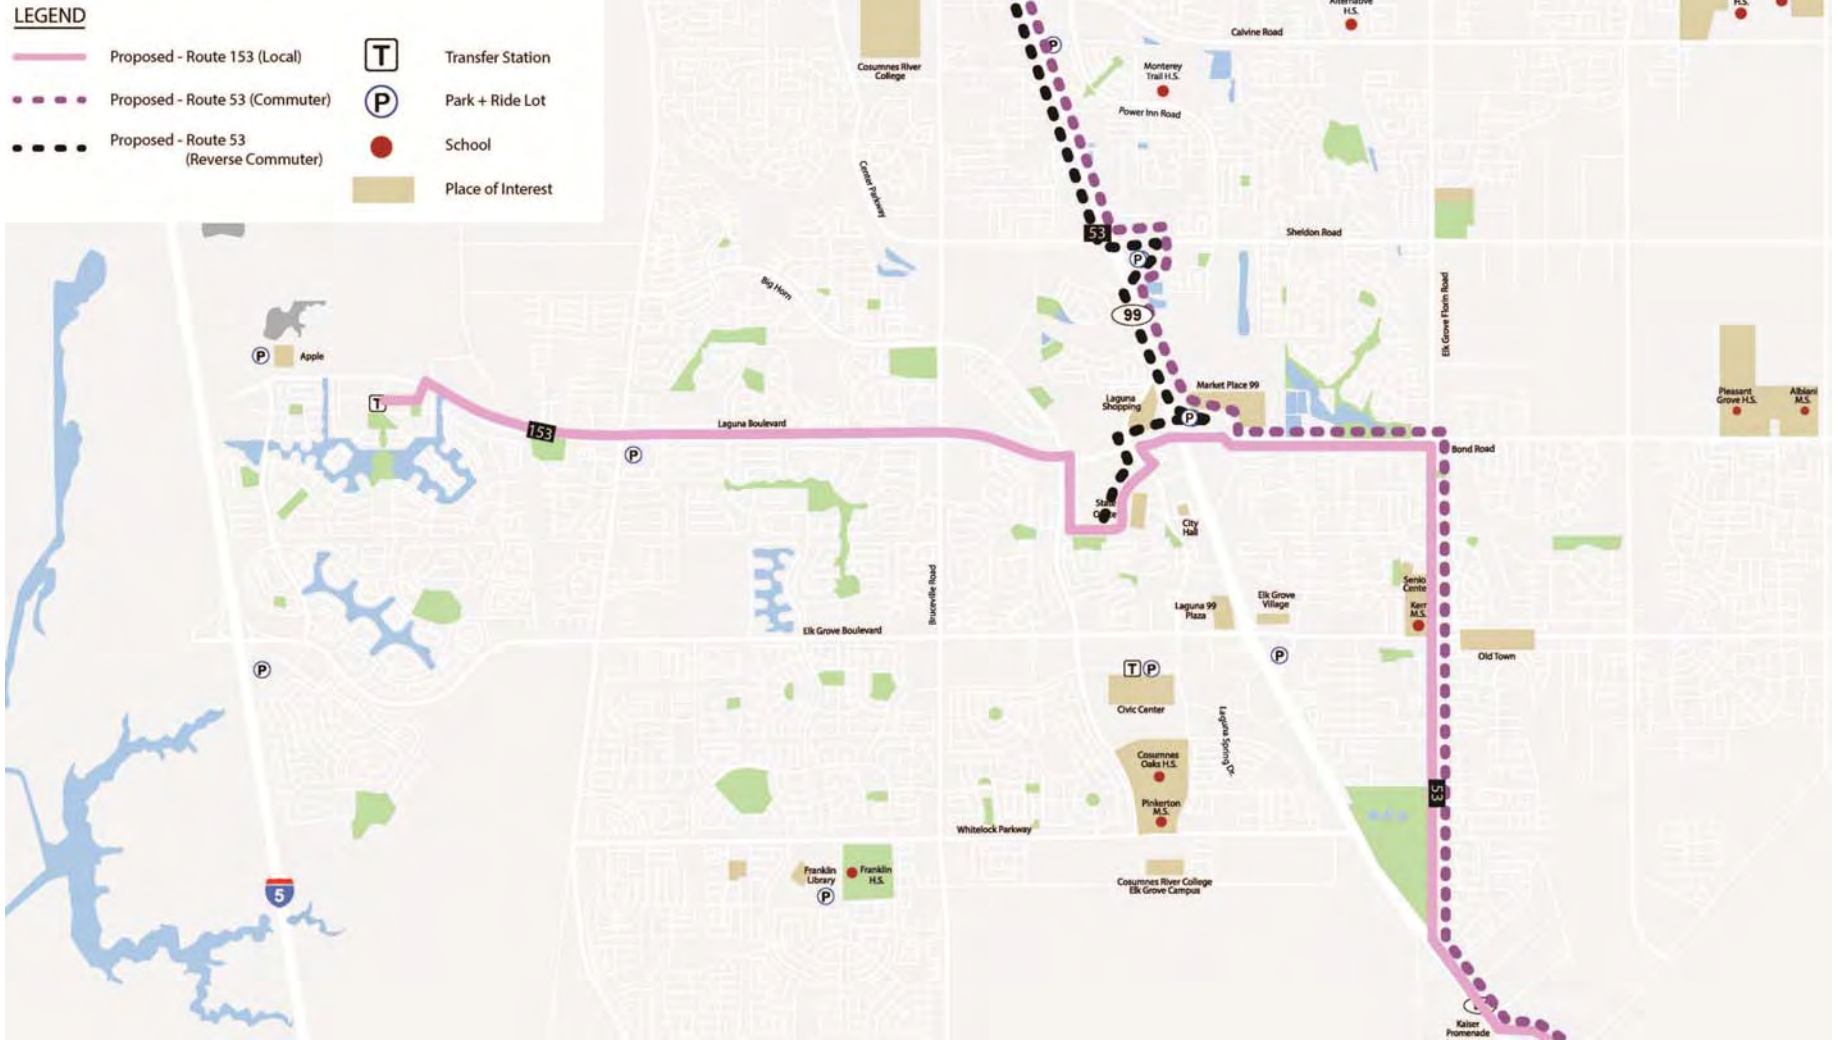 LEGEND
Proposed - Route 153 (Local)
Proposed - Route 53 (Commuter)
Proposed - Route 53
(Reverse Commuter)
T
Transfer Station
P
Park + Ride Lot
School
Place of Interest
Cosumnes River
College
P
Alternative
H.S.
H.S.
Calvine Road
Monterey
Trail H.S.
Power Inn Road
Center Parkway
53
Sheldon Road
P
Big Horn
99
Elk Grove Florin Road
P
Apple
T
153
Laguna Boulevard
P
Laguna
Shopping
Market Place 99
P
Pleasant
Grove H.S.
Albiani
M.S.
Bond Road
State
City
Hall
Bruceville Road
Elk Grove Boulevard
Laguna 99
Plaza
Elk Grove
Village
Senio
Cente
Kerr
M.S.
Old Town
P
P
T
P
Civic Center
Laguna Spring Dr.
Cosumnes
Oaks H.S.
Pinkerton
M.S.
53
Whitelock Parkway
Franklin
Library
Franklin
H.S.
P
Cosumnes River College
Elk Grove Campus
5
Kaiser
Promenade